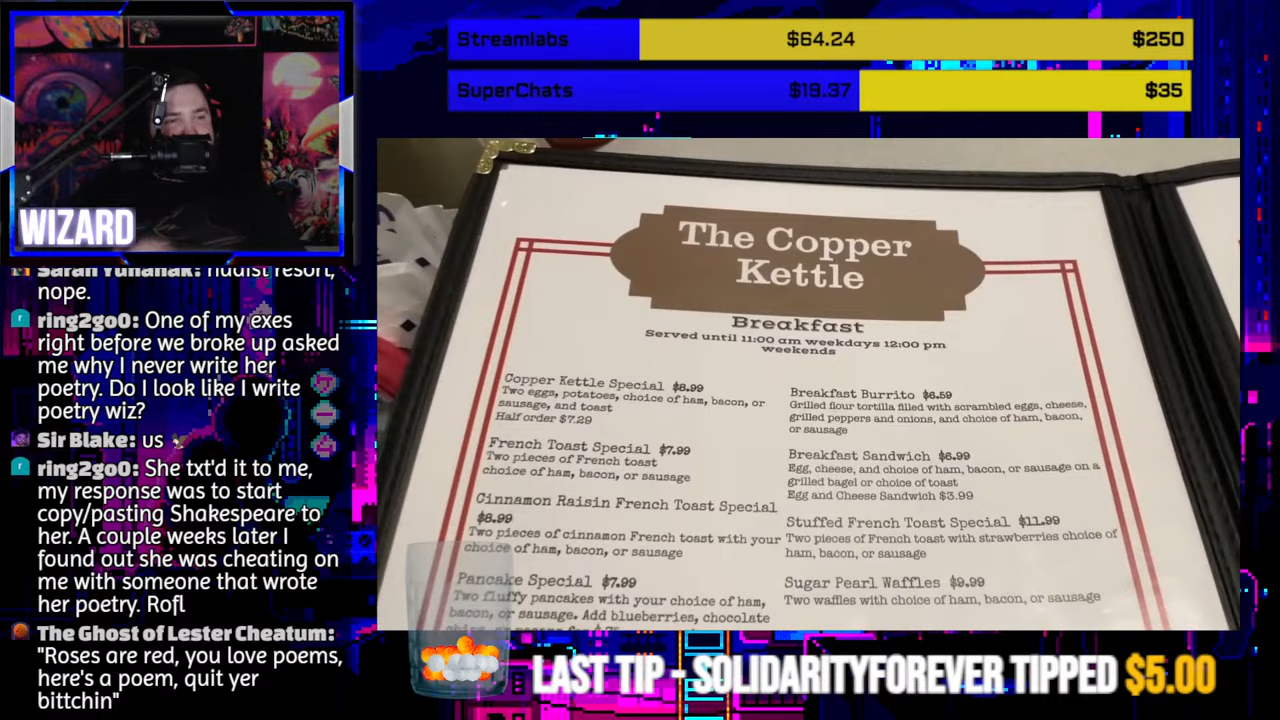 Streamlabs $64.24 $250
SuperChats $19.37 $35
WIZARD
Sarah Yunanak: nudist resort,
nope.
ring2go0: One of my exes
right before we broke up asked
me why I never write her
poetry. Do I look like I write
poetry wiz?
Sir Blake: us
ring2go0: She txt'd it to me,
my response was to start
copy/pasting Shakespeare to
her. A couple weeks later I
found out she was cheating on
me with someone that wrote
her poetry. Rofl
The Ghost of Lester Cheatum:
"Roses are red, you love poems,
here's a poem, quit yer
bittchin"
The Copper
Kettle
Breakfast
Served until 11:00 am weekdays 12:00 pm
weekends
Copper Kettle Special $8.99
Two eggs, potatoes, choice of ham, bacon, or
sausage, and toast
Half order $7.29
French Toast Special $7.99
Two pieces of French toast
choice of ham, bacon, or sausage
Cinnamon Raisin French Toast Special
$8.99
Two pieces of cinnamon French toast with your
choice of ham, bacon, or sausage
Pancake Special $7.99
Two fluffy pancakes with your choice of ham,
bacon, or sausage. Add blueberries, chocolate
Breakfast Burrito $6.59
Grilled flour tortilla filled with scrambled eggs, cheese,
grilled peppers and onions, and choice of ham, bacon,
or sausage
Breakfast Sandwich $6.99
Egg, cheese, and choice of ham, bacon, or sausage on a
grilled bagel or choice of toast
Egg and Cheese Sandwich $3.99
Stuffed French Toast Special $11.99
Two pieces of French toast with strawberries choice of
ham, bacon, or sausage
Sugar Pearl Waffles $9.99
Two waffles with choice of ham, bacon, or sausage
LAST TIP - SOLIDARITYFOREVER TIPPED $5.00